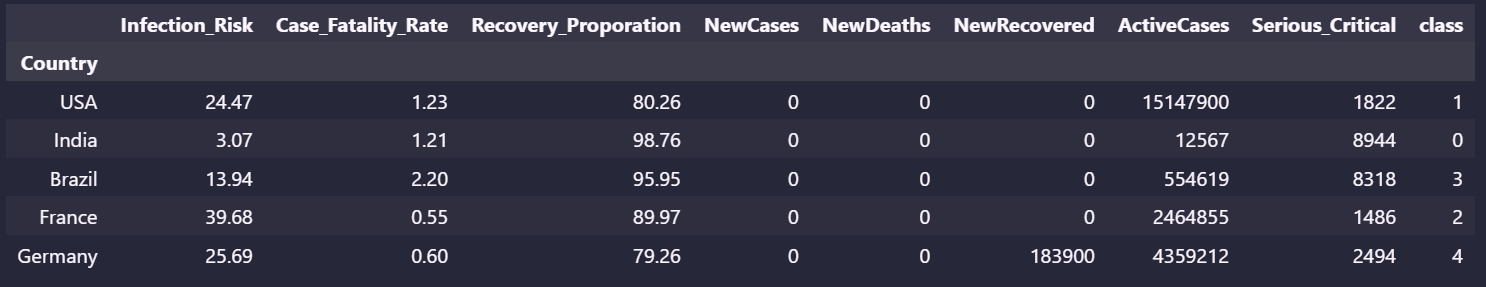 Infection_Risk Case_Fatality_Rate Recovery_Proporation NewCases NewDeaths NewRecovered ActiveCases Serious_Critical class
Country
USA 24.47 1.23 80.26 0 0 0 15147900 1822 1
India 3.07 1.21 98.76 0 0 0 12567 8944 0
Brazil 13.94 2.20 95.95 0 0 0 554619 8318 3
France 39.68 0.55 89.97 0 0 0 2464855 1486 2
Germany 25.69 0.60 79.26 0 0 183900 4359212 2494 4